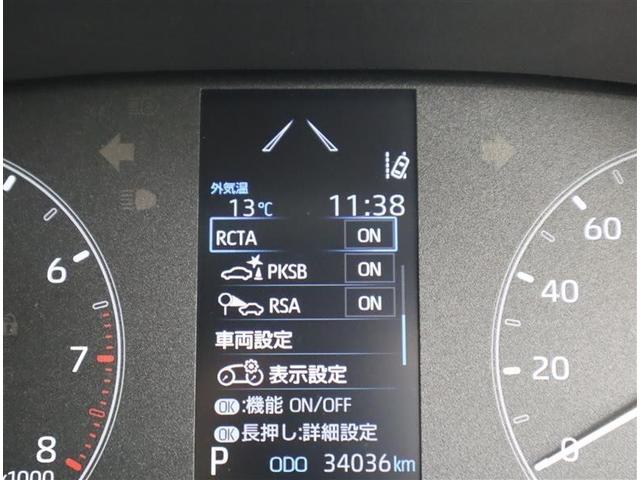 外気温
13℃ 11:38
RCTA ON
PKSB ON
RSA ON
車両設定
表示設定
OK:機能 ON/OFF
OK長押し:詳細設定
P ODO 34036km
6
7
8
x1000
60
40
20
0